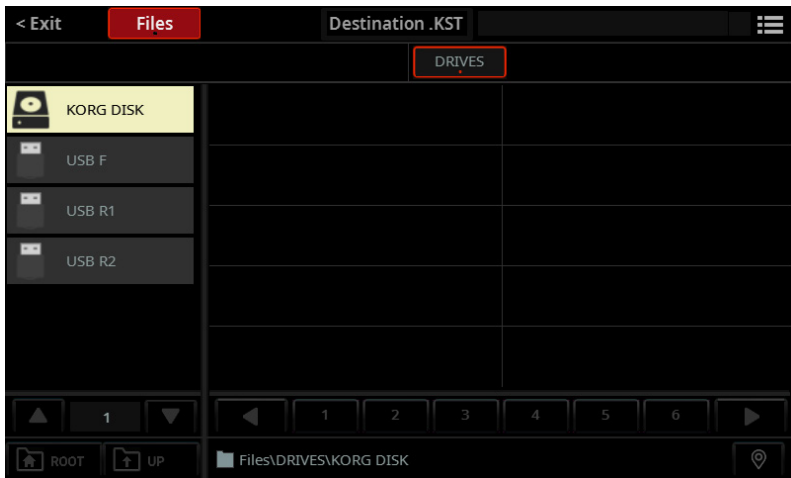 < Exit Files Destination .KST
DRIVES
KORG DISK
USB F
USB R1
USB R2
1 1 2 3 4 5 6
ROOT UP Files\DRIVES\KORG DISK